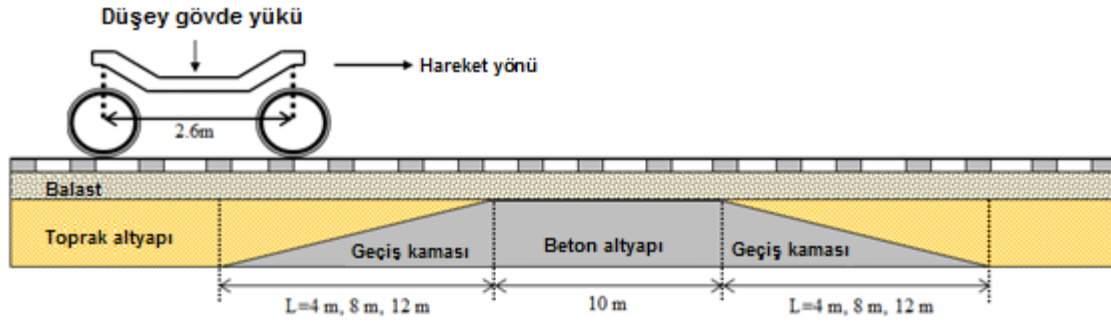 Düşey gövde yükü
Hareket yönü
2.6m
Balast
Toprak altyapı
Geçiş kaması
Beton altyapı
Geçiş kaması
L=4 m, 8 m, 12 m
10 m
L=4 m, 8 m, 12 m